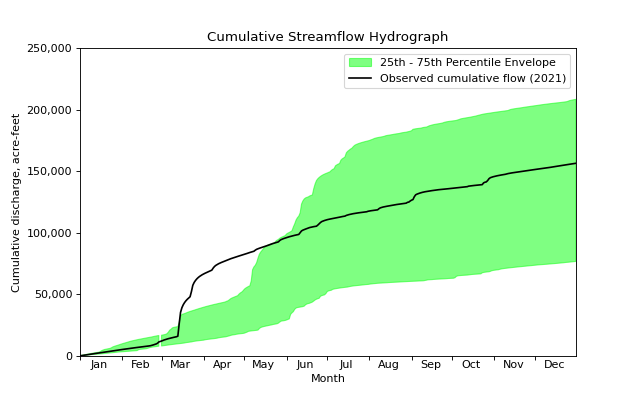 Cumulative Streamflow Hydrograph
250,000
200,000
150,000
100,000
50,000
0
Cumulative discharge, acre-feet
25th - 75th Percentile Envelope
Observed cumulative flow (2021)
Jan Feb Mar Apr May Jun Jul Aug Sep Oct Nov Dec
Month